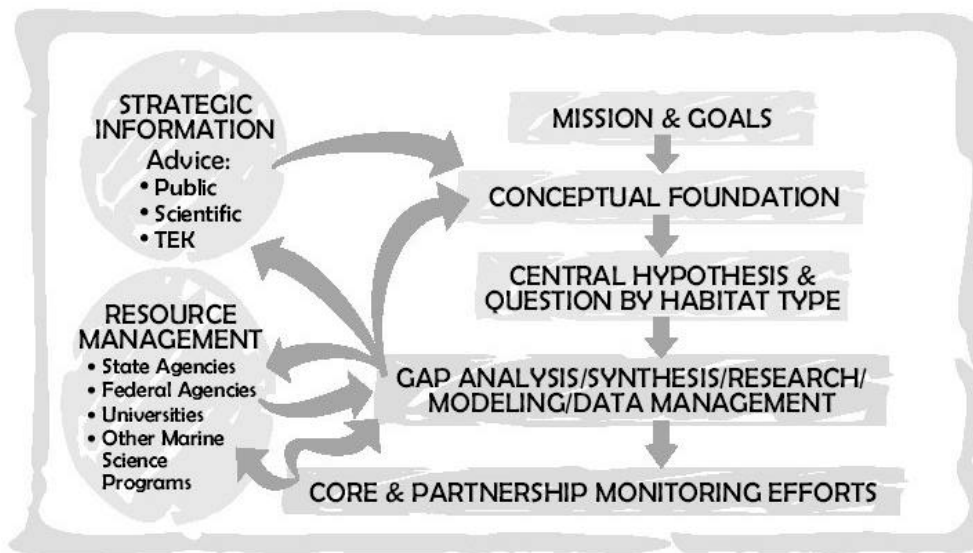 STRATEGIC
INFORMATION
Advice:
• Public
• Scientific
• TEK
RESOURCE
MANAGEMENT
• State Agencies
• Federal Agencies
• Universities
• Other Marine
Science
Programs
MISSION & GOALS
CONCEPTUAL FOUNDATION
CENTRAL HYPOTHESIS &
QUESTION BY HABITAT TYPE
GAP ANALYSIS/SYNTHESIS/RESEARCH/
MODELING/DATA MANAGEMENT
CORE & PARTNERSHIP MONITORING EFFORTS